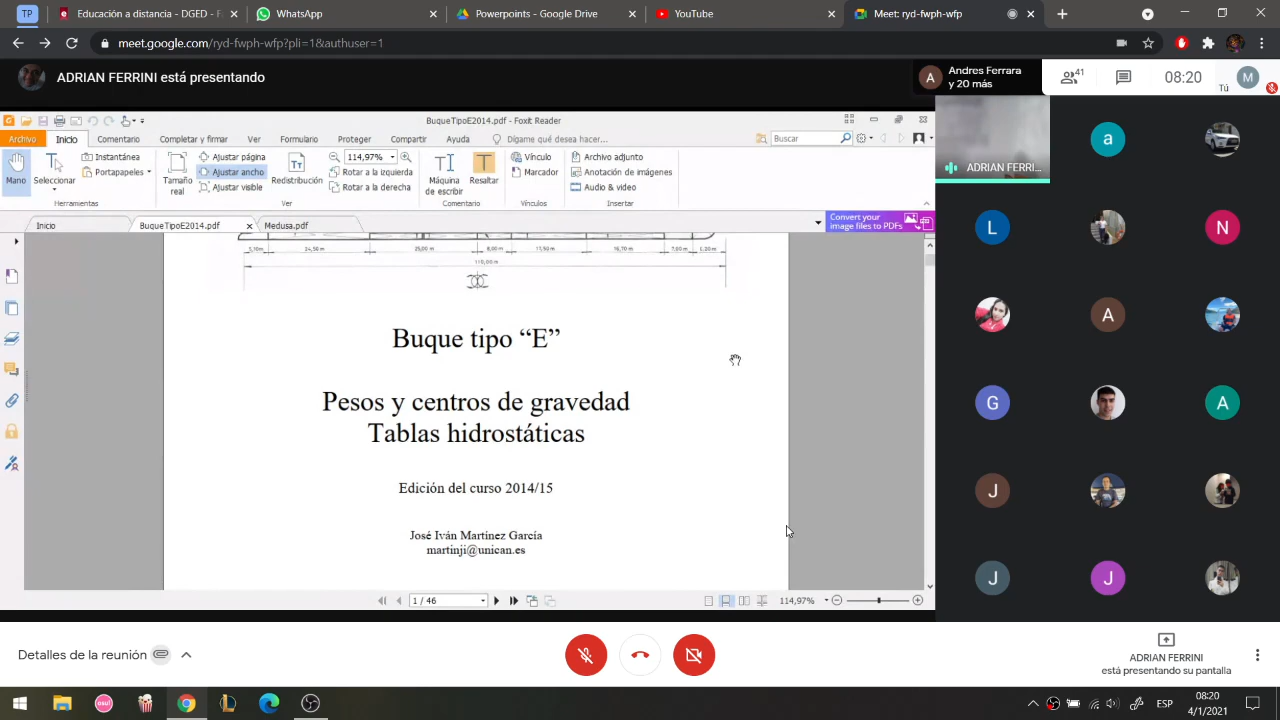 TP
Educación a distancia - DGED - F
WhatsApp
Powerpoints - Google Drive
YouTube
Meet: ryd-fwph-wfp
meet.google.com/ryd-fwph-wfp?pli=1&authuser=1
ADRIAN FERRINI está presentando
A
Andres Ferrara
y 20 más
41
08:20
Tú
M
BuqueTipoE2014.pdf - Foxit Reader
Archivo
Inicio
Comentario
Completar y firmar
Ver
Formulario
Proteger
Compartir
Ayuda
Dígame qué desea hacer...
Buscar
Mano
Seleccionar
Instantánea
Portapapeles
Herramientas
Tamaño real
Ajustar página
Ajustar ancho
Ajustar visible
Redistribución
114,97%
Rotar a la izquierda
Rotar a la derecha
Ver
Máquina de escribir
Resaltar
Comentario
Vínculo
Marcador
Vínculos
Archivo adjunto
Anotación de imágenes
Audio & video
Insertar
Inicio
BuqueTipoE2014.pdf
Medusa.pdf
Convert your
image files to PDFs
Buque tipo “E”
Pesos y centros de gravedad
Tablas hidrostáticas
Edición del curso 2014/15
José Iván Martínez García
martinji@unican.es
1 / 46
114,97%
ADRIAN FERRI...
a
L
N
A
G
A
J
J
J
Detalles de la reunión
ADRIAN FERRINI
está presentando su pantalla
osu!
ESP
08:20
4/1/2021